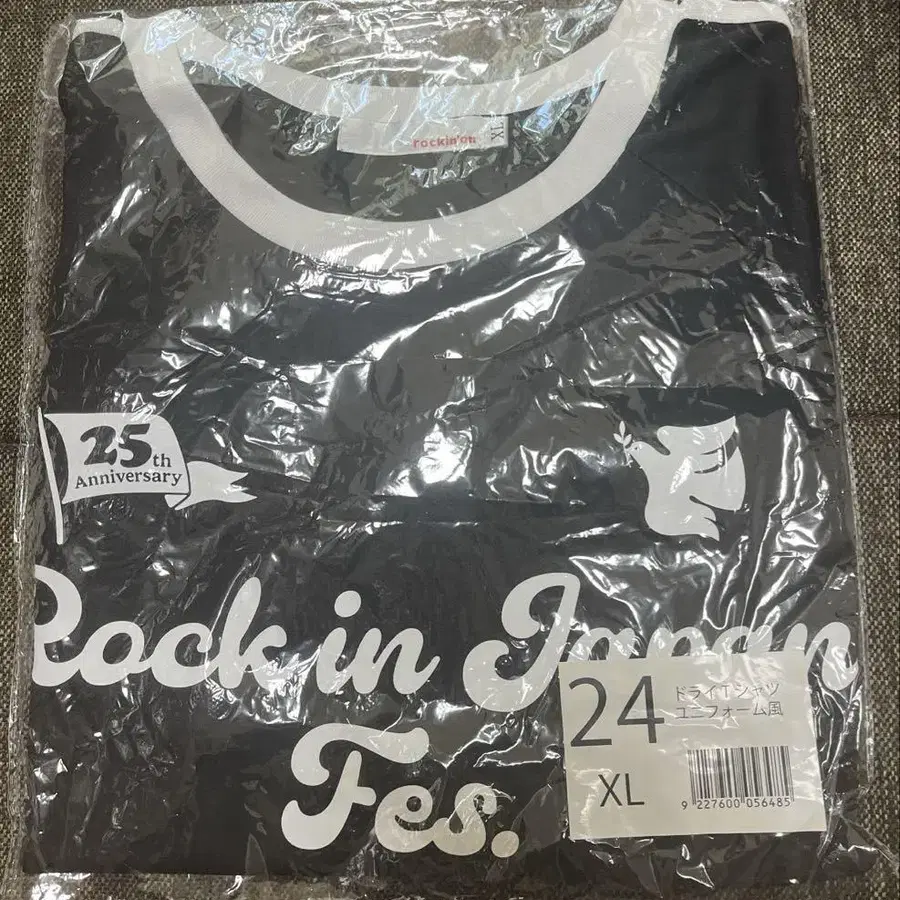 rockin'on
XL
25th
Anniversary
Rock in Japan
Fes.
24
ドライTシャツ
ユニフォーム風
XL
9 227600 056485